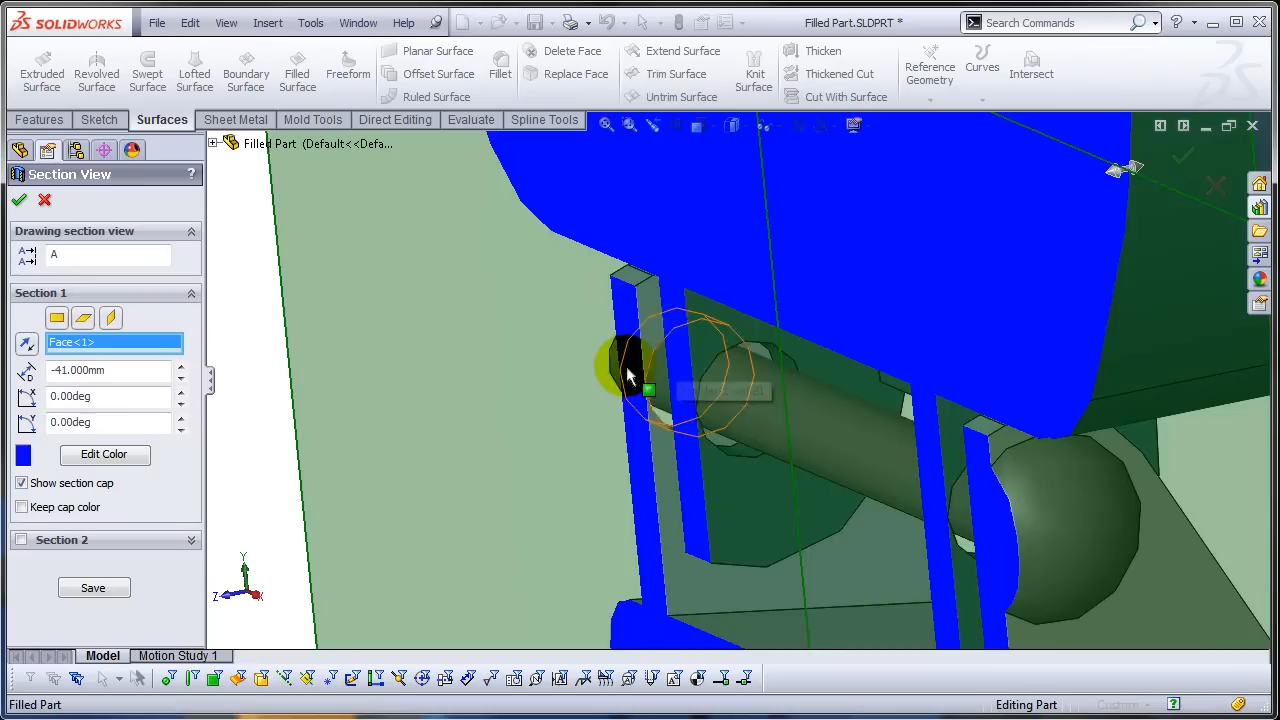 SOLIDWORKS
File Edit View Insert Tools Window Help
Filled Part.SLDPRT *
Search Commands
Extruded Surface
Revolved Surface
Swept Surface
Lofted Surface
Boundary Surface
Filled Surface
Freeform
Planar Surface
Offset Surface
Ruled Surface
Fillet
Delete Face
Replace Face
Extend Surface
Trim Surface
Untrim Surface
Knit Surface
Thicken
Thickened Cut
Cut With Surface
Reference Geometry
Curves
Intersect
Features Sketch Surfaces Sheet Metal Mold Tools Direct Editing Evaluate Spline Tools
Filled Part (Default<<Defa...
Section View
?
Drawing section view
A
Section 1
Face<1>
-41.000mm
0.00deg
0.00deg
Edit Color
Show section cap
Keep cap color
Section 2
Save
Y
Z
X
Model Motion Study 1
Filled Part
Editing Part
Custom